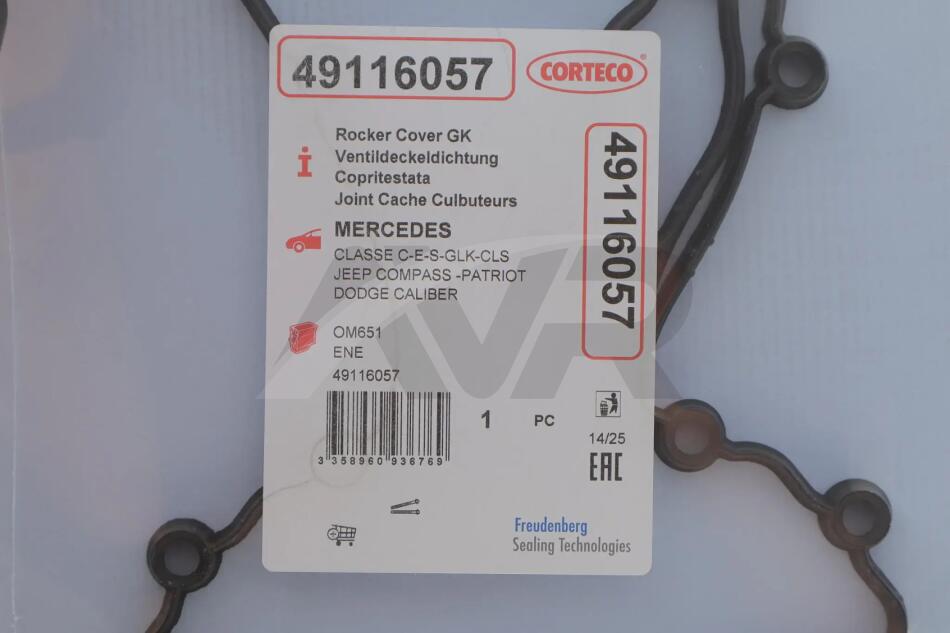 49116057
CORTECO
Rocker Cover GK
Ventildeckeldichtung
Copritestata
Joint Cache Culbuteurs
49116057
MERCEDES
CLASSE C-E-S-GLK-CLS
JEEP COMPASS -PATRIOT
DODGE CALIBER
OM651
ENE
49116057
3 358960 936769
1 PC
14/25
EAC
Freudenberg
Sealing Technologies
AVR